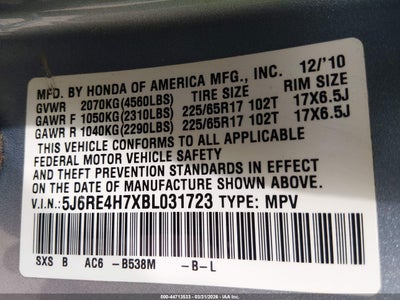 MFD. BY HONDA OF AMERICA MFG., INC. 12/'10
GVWR 2070KG(4560LBS) TIRE SIZE RIM SIZE
GAWR F 1050KG(2310LBS) 225/65R17 102T 17X6.5J
GAWR R 1040KG(2290LBS) 225/65R17 102T 17X6.5J
THIS VEHICLE CONFORMS TO ALL APPLICABLE
FEDERAL MOTOR VEHICLE SAFETY
AND THEFT PREVENTION STANDARDS IN EFFECT
ON THE DATE OF MANUFACTURE SHOWN ABOVE.
V.I.N.: 5J6RE4H7XBL031723 TYPE: MPV
SXS B AC6 -B538M -B-L
000-44713533 - 03/31/2026 - © IAA Inc.